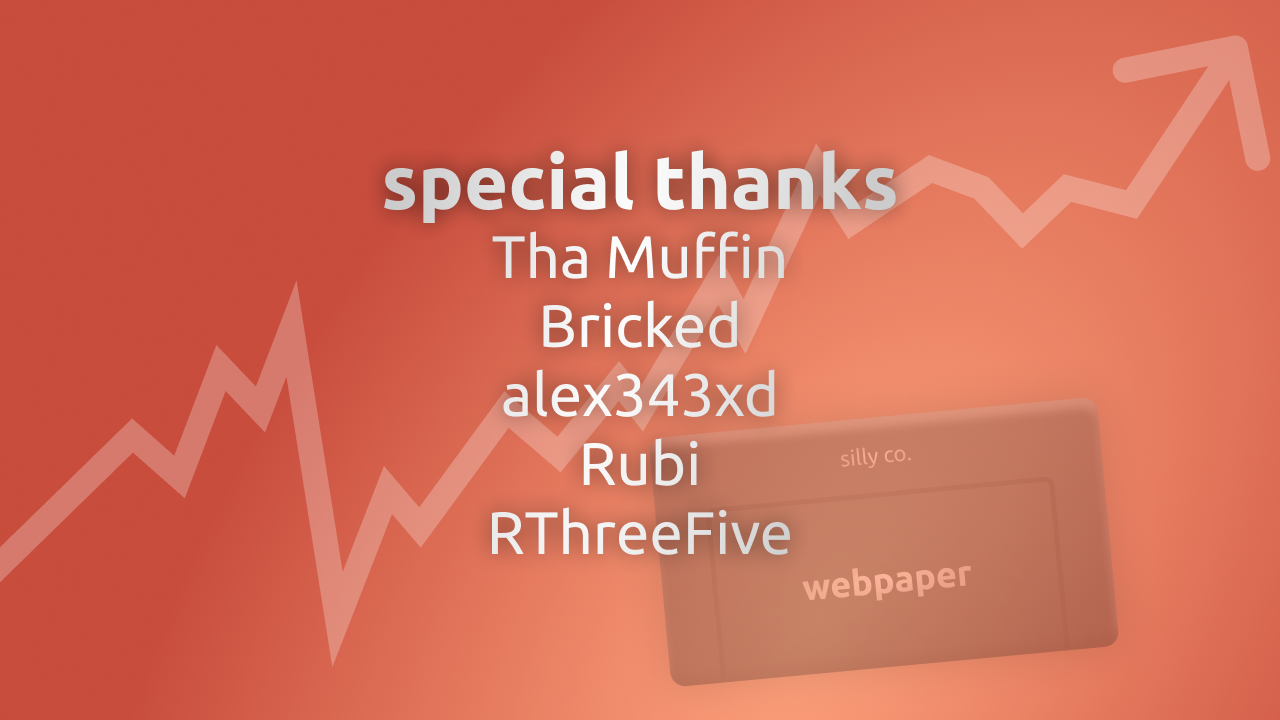 special thanks
Tha Muffin
Bricked
alex343xd
Rubi
RThreeFive
silly co.
webpaper